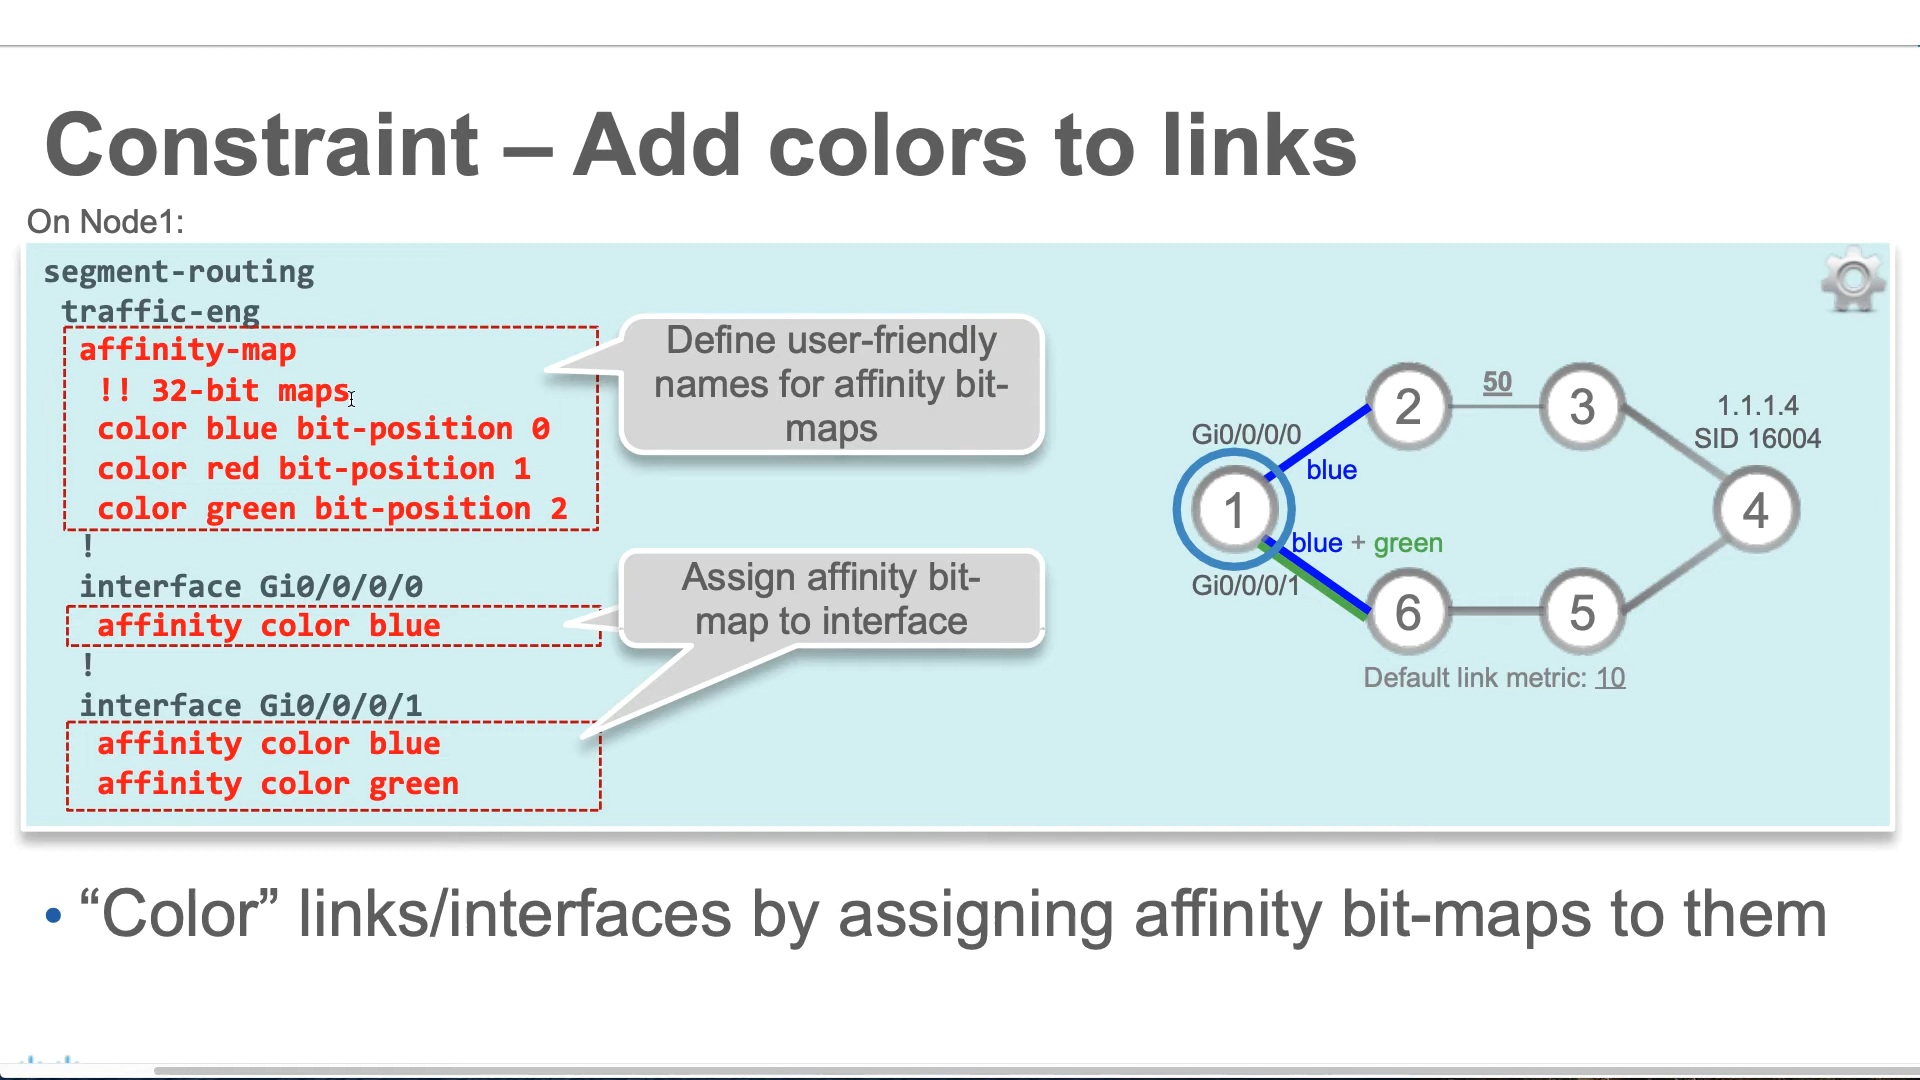 Constraint – Add colors to links
On Node1:
segment-routing
traffic-eng
affinity-map
!! 32-bit maps
color blue bit-position 0
color red bit-position 1
color green bit-position 2
!
interface Gi0/0/0/0
affinity color blue
!
interface Gi0/0/0/1
affinity color blue
affinity color green
Define user-friendly
names for affinity bit-
maps
Assign affinity bit-
map to interface
2
50
3
1.1.1.4
SID 16004
Gi0/0/0/0
blue
1
4
blue + green
Gi0/0/0/1
6
5
Default link metric: 10
• “Color” links/interfaces by assigning affinity bit-maps to them